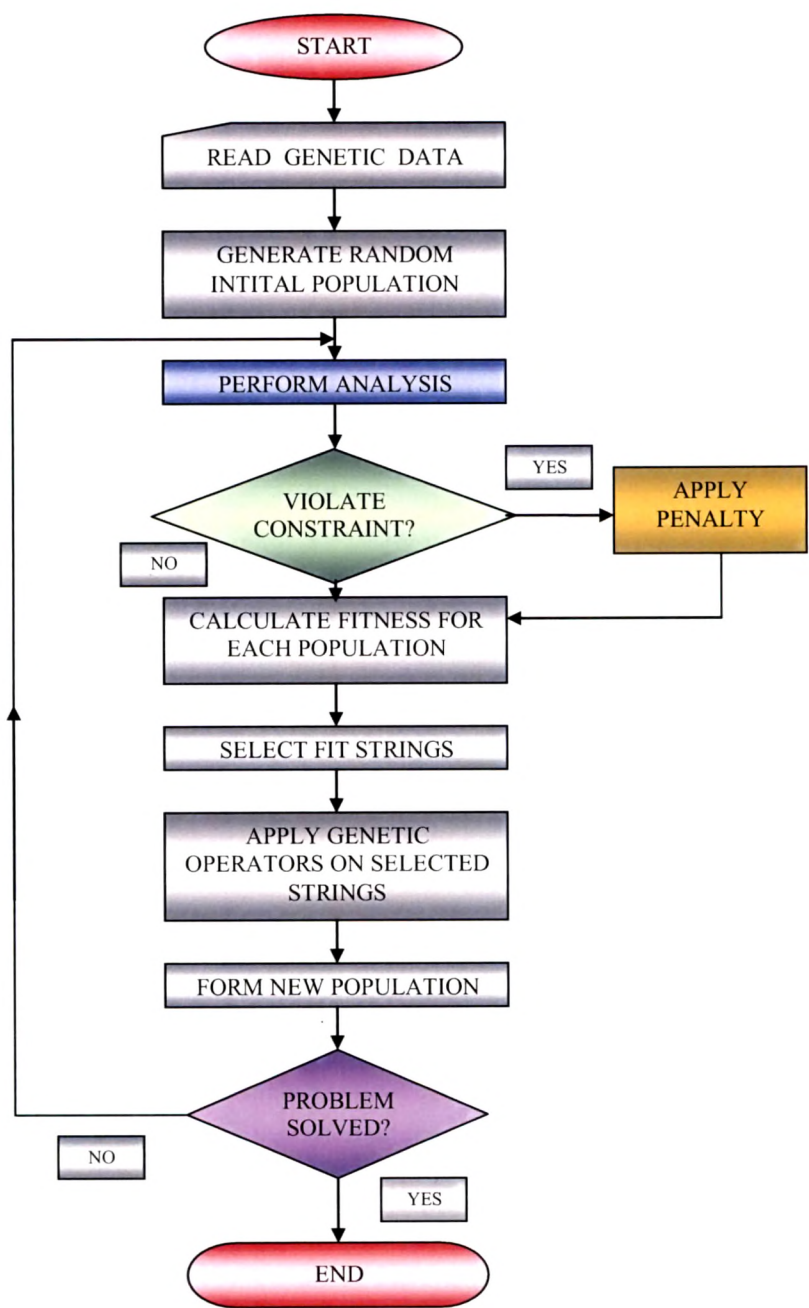 START
READ GENETIC DATA
GENERATE RANDOM
INTITAL POPULATION
PERFORM ANALYSIS
VIOLATE
CONSTRAINT?
YES
APPLY
PENALTY
NO
CALCULATE FITNESS FOR
EACH POPULATION
SELECT FIT STRINGS
APPLY GENETIC
OPERATORS ON SELECTED
STRINGS
FORM NEW POPULATION
PROBLEM
SOLVED?
NO
YES
END